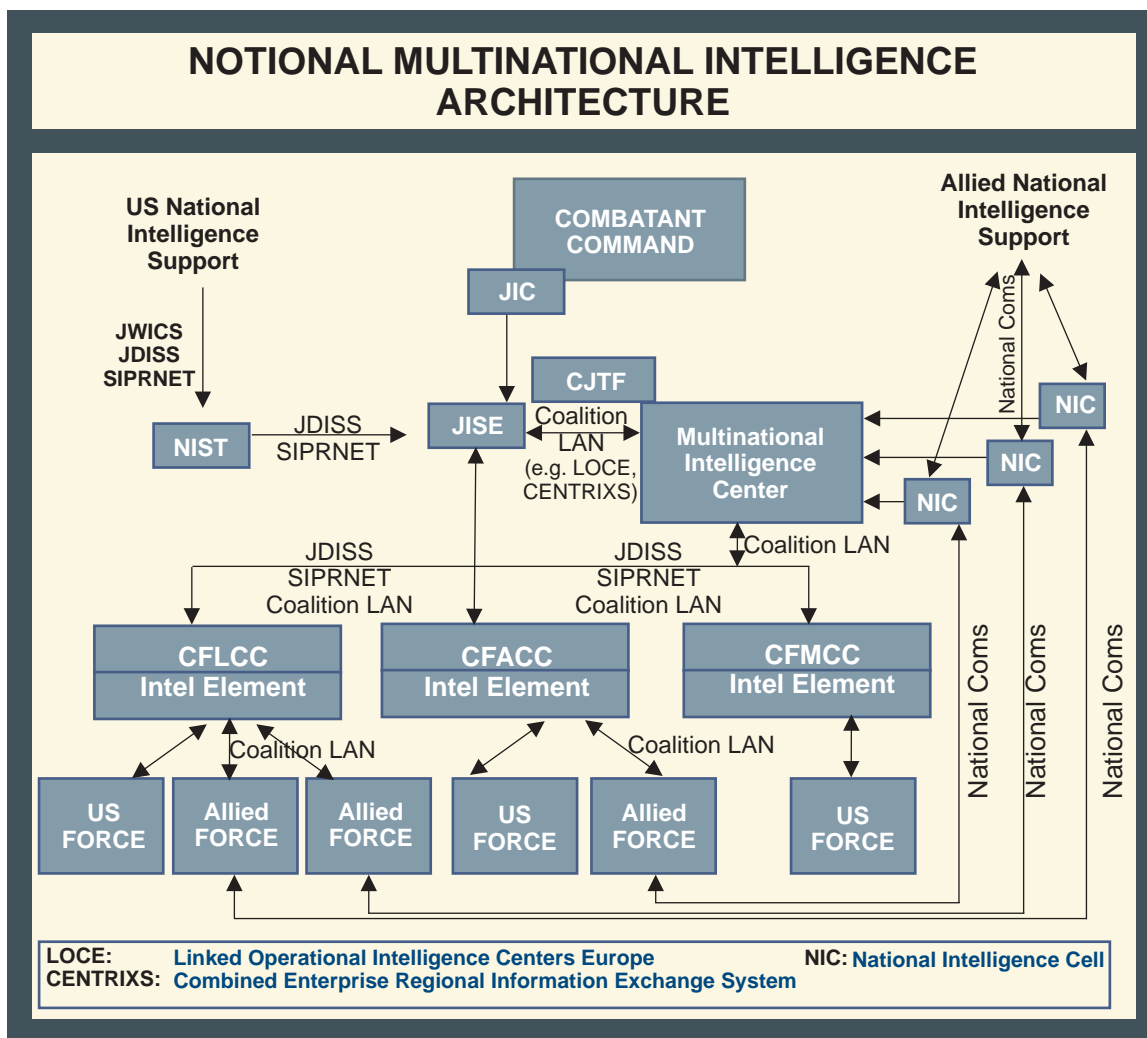 NOTIONAL MULTINATIONAL INTELLIGENCE
ARCHITECTURE
US National
Intelligence
Support
COMBATANT
COMMAND
JIC
Allied National
Intelligence
Support
JWICS
JDISS
SIPRNET
National Coms
CJTF
NIC
NIST
JDISS
SIPRNET
JISE
Coalition
LAN
(e.g. LOCE,
CENTRIXS)
Multinational
Intelligence
Center
NIC
NIC
Coalition LAN
JDISS
SIPRNET
Coalition LAN
JDISS
SIPRNET
Coalition LAN
CFLCC
Intel Element
CFACC
Intel Element
CFMCC
Intel Element
National Coms
National Coms
National Coms
Coalition LAN
Coalition LAN
US
FORCE
Allied
FORCE
Allied
FORCE
US
FORCE
Allied
FORCE
US
FORCE
LOCE: Linked Operational Intelligence Centers Europe NIC: National Intelligence Cell
CENTRIXS: Combined Enterprise Regional Information Exchange System